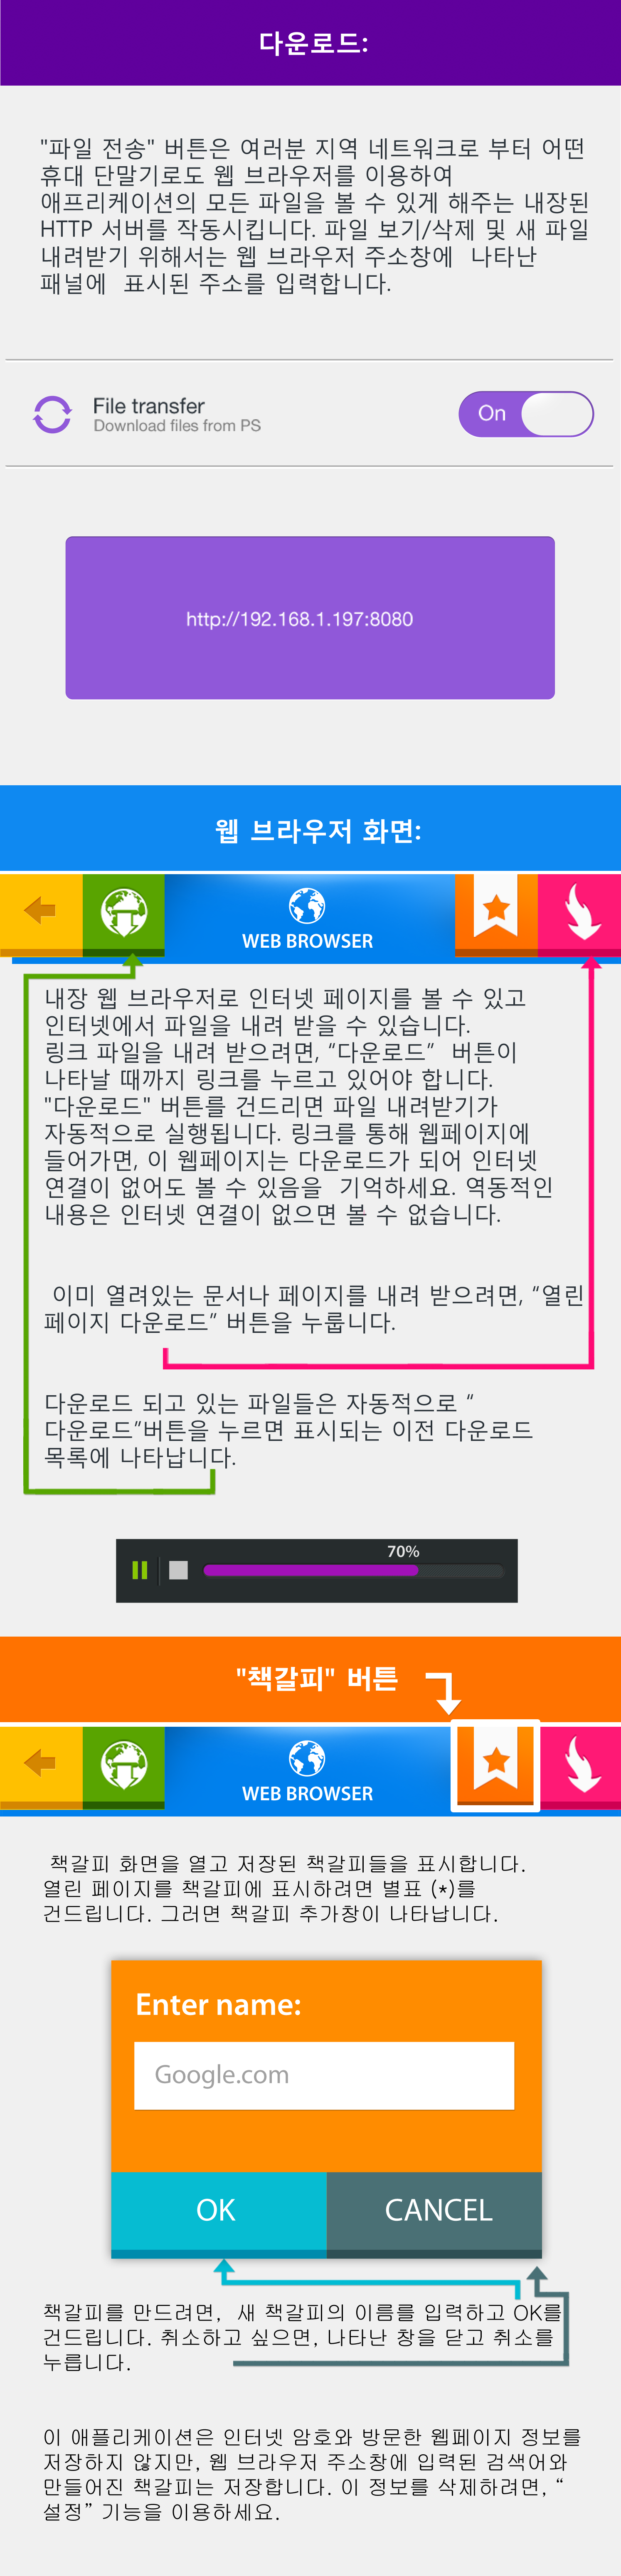 다운로드:
"파일 전송" 버튼은 여러분 지역 네트워크로 부터 어떤
휴대 단말기로도 웹 브라우저를 이용하여
애프리케이션의 모든 파일을 볼 수 있게 해주는 내장된
HTTP 서버를 작동시킵니다. 파일 보기/삭제 및 새 파일
내려받기 위해서는 웹 브라우저 주소창에 나타난
패널에 표시된 주소를 입력합니다.
File transfer
Download files from PS
On
http://192.168.1.197:8080
웹 브라우저 화면:
WEB BROWSER
내장 웹 브라우저로 인터넷 페이지를 볼 수 있고
인터넷에서 파일을 내려 받을 수 있습니다.
링크 파일을 내려 받으려면, “다운로드” 버튼이
나타날 때까지 링크를 누르고 있어야 합니다.
"다운로드" 버튼를 건드리면 파일 내려받기가
자동적으로 실행됩니다. 링크를 통해 웹페이지에
들어가면, 이 웹페이지는 다운로드가 되어 인터넷
연결이 없어도 볼 수 있음을 기억하세요. 역동적인
내용은 인터넷 연결이 없으면 볼 수 없습니다.
이미 열려있는 문서나 페이지를 내려 받으려면, “열린
페이지 다운로드” 버튼을 누룹니다.
다운로드 되고 있는 파일들은 자동적으로 “
다운로드”버튼을 누르면 표시되는 이전 다운로드
목록에 나타납니다.
70%
"책갈피" 버튼
WEB BROWSER
책갈피 화면을 열고 저장된 책갈피들을 표시합니다.
열린 페이지를 책갈피에 표시하려면 별표 (*)를
건드립니다. 그러면 책갈피 추가창이 나타납니다.
Enter name:
Google.com
OK
CANCEL
책갈피를 만드려면, 새 책갈피의 이름를 입력하고 OK를
건드립니다. 취소하고 싶으면, 나타난 창을 닫고 취소를
누릅니다.
이 애플리케이션은 인터넷 암호와 방문한 웹페이지 정보를
저장하지 않지만, 웹 브라우저 주소창에 입력된 검색어와
만들어진 책갈피는 저장합니다. 이 정보를 삭제하려면, “
설정” 기능을 이용하세요.